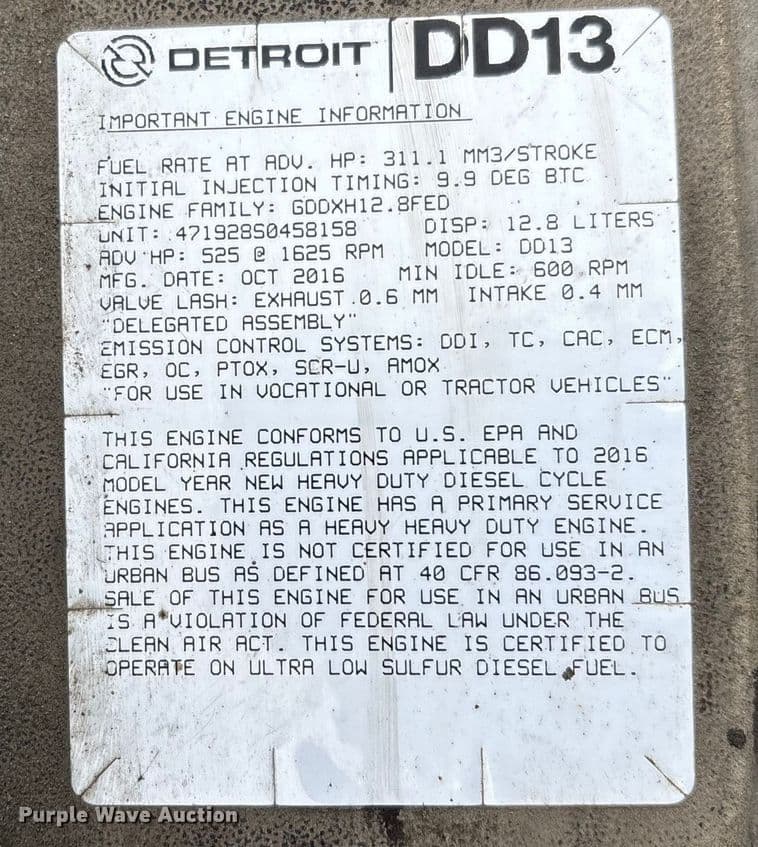 DETROIT DD13
IMPORTANT ENGINE INFORMATION
FUEL RATE AT ADV. HP: 311.1 MM3/STROKE
INITIAL INJECTION TIMING: 9.9 DEG BTC
ENGINE FAMILY: GDDXH12.8FED
UNIT: 471928S0458158 DISP: 12.8 LITERS
ADV HP: 525 @ 1625 RPM MODEL: DD13
MFG. DATE: OCT 2016 MIN IDLE: 600 RPM
VALVE LASH: EXHAUST 0.6 MM INTAKE 0.4 MM
"DELEGATED ASSEMBLY"
EMISSION CONTROL SYSTEMS: DDI, TC, CAC, ECM,
EGR, OC, PTOX, SCR-U, AMOX
"FOR USE IN VOCATIONAL OR TRACTOR VEHICLES"
THIS ENGINE CONFORMS TO U.S. EPA AND
CALIFORNIA REGULATIONS APPLICABLE TO 2016
MODEL YEAR NEW HEAVY DUTY DIESEL CYCLE
ENGINES. THIS ENGINE HAS A PRIMARY SERVICE
APPLICATION AS A HEAVY HEAVY DUTY ENGINE.
THIS ENGINE IS NOT CERTIFIED FOR USE IN AN
URBAN BUS AS DEFINED AT 40 CFR 86.093-2.
SALE OF THIS ENGINE FOR USE IN AN URBAN BUS
IS A VIOLATION OF FEDERAL LAW UNDER THE
CLEAN AIR ACT. THIS ENGINE IS CERTIFIED TO
OPERATE ON ULTRA LOW SULFUR DIESEL FUEL.
Purple Wave Auction